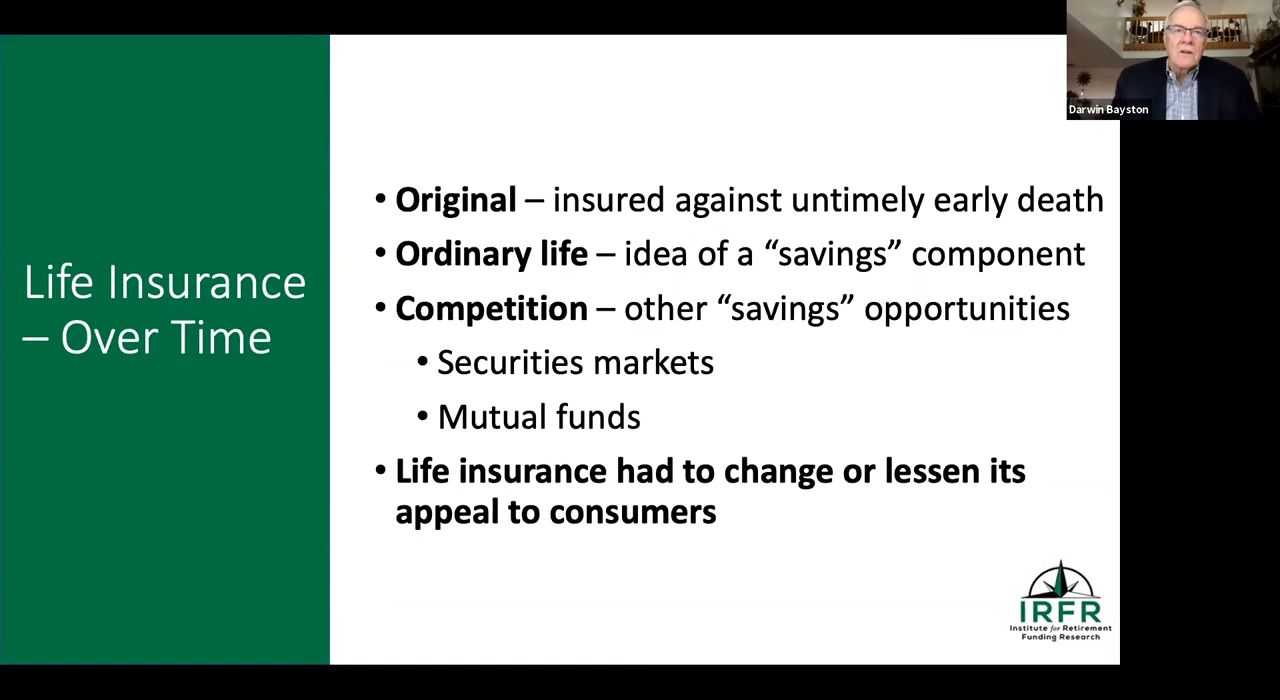 Darwin Bayston
Life Insurance
– Over Time
• Original – insured against untimely early death
• Ordinary life – idea of a “savings” component
• Competition – other “savings” opportunities
• Securities markets
• Mutual funds
• Life insurance had to change or lessen its
appeal to consumers
IRFR
Institute for Retirement
Funding Research